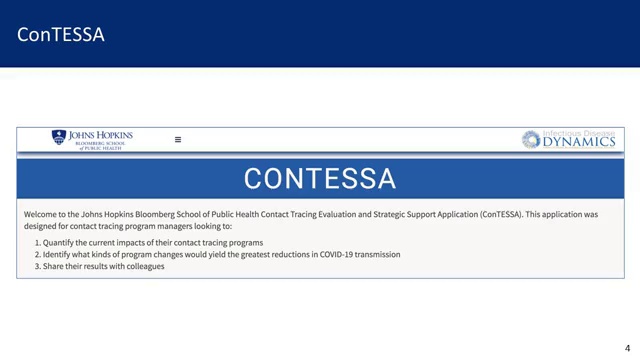 ConTESSA
JOHNS HOPKINS
BLOOMBERG SCHOOL
of PUBLIC HEALTH
Infectious Disease
DYNAMICS
CONTESSA
Welcome to the Johns Hopkins Bloomberg School of Public Health Contact Tracing Evaluation and Strategic Support Application (ConTESSA). This application was
designed for contact tracing program managers looking to:
1. Quantify the current impacts of their contact tracing programs
2. Identify what kinds of program changes would yield the greatest reductions in COVID-19 transmission
3. Share their results with colleagues
4